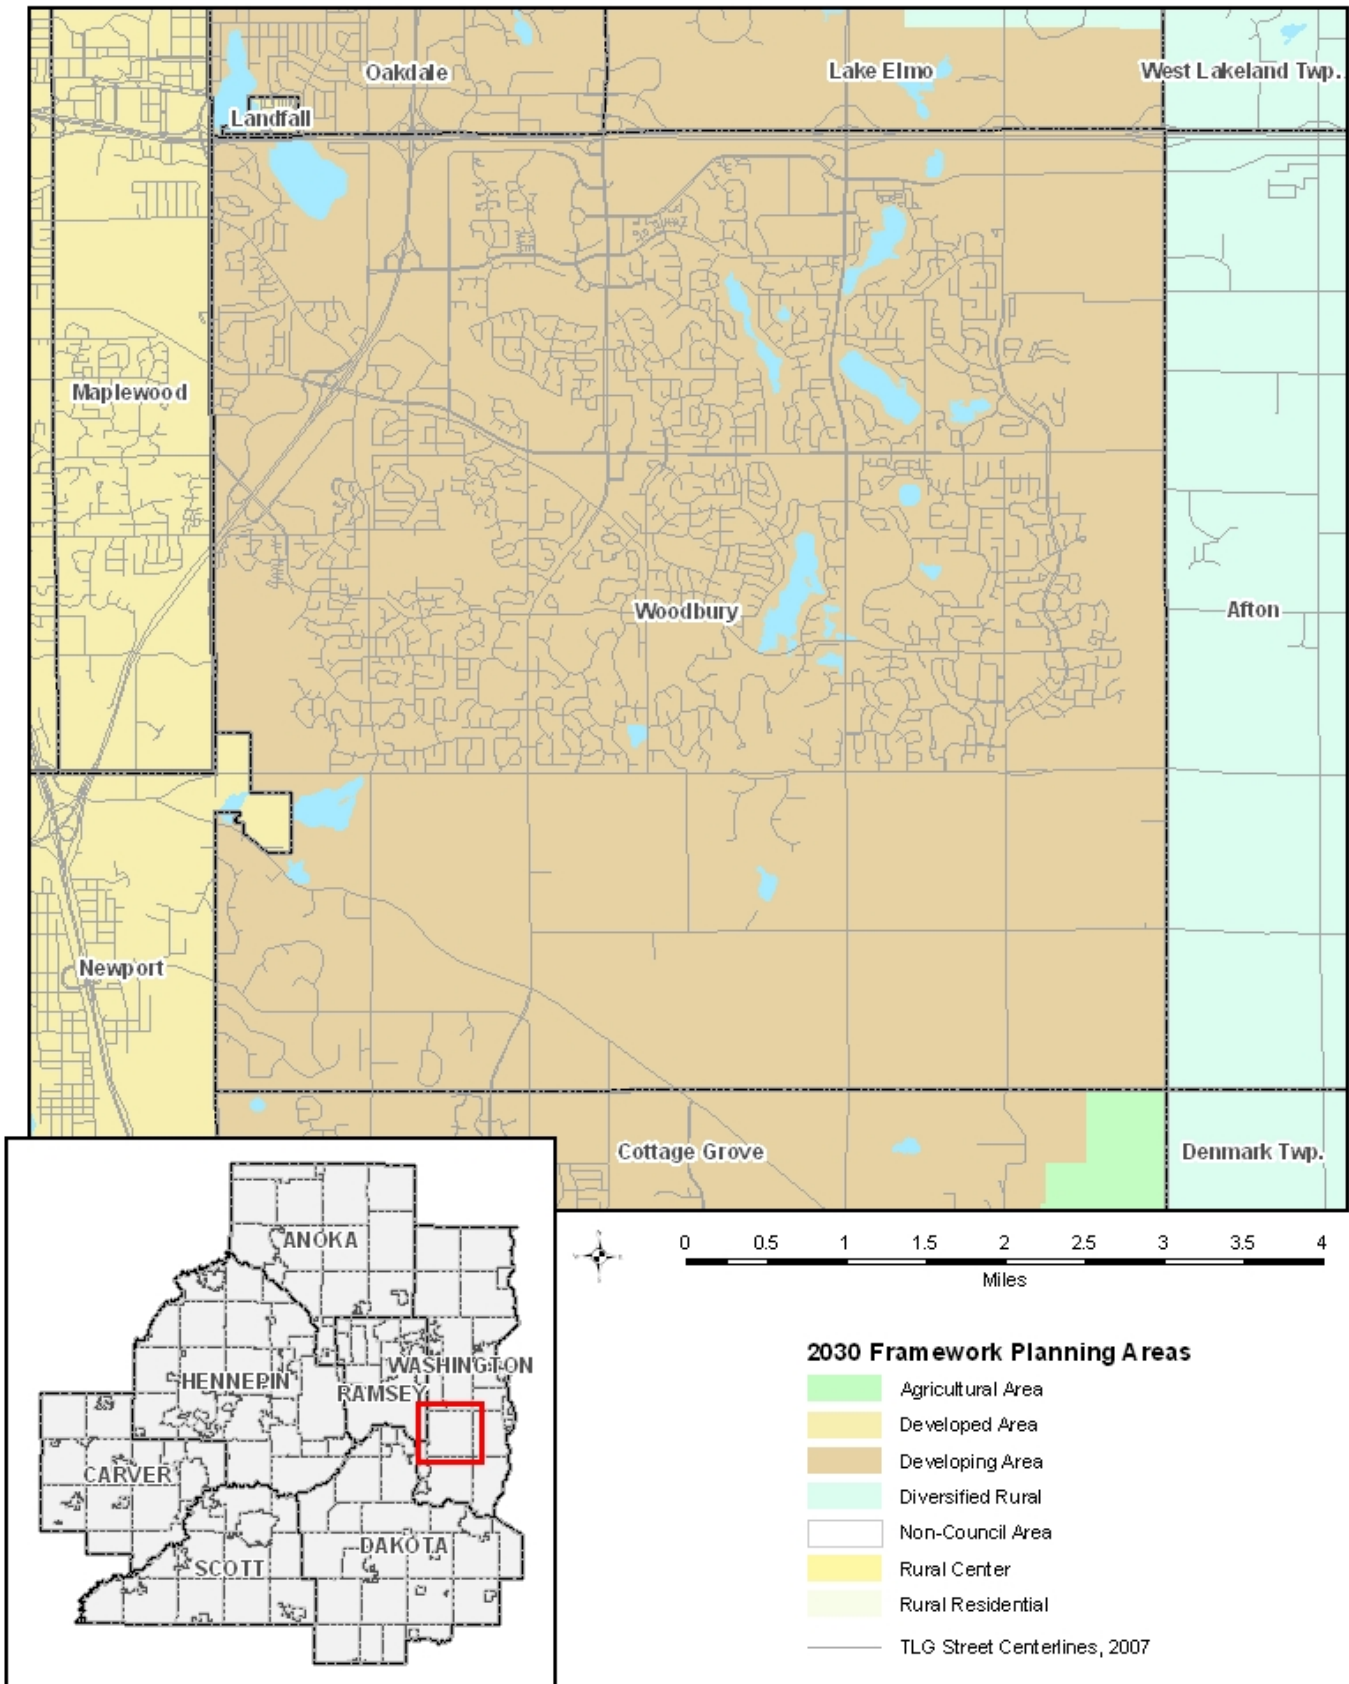 Oakdale
Lake Elmo
West Lakeland Twp.
Landfall
Maplewood
Woodbury
Afton
Newport
Cottage Grove
Denmark Twp.
ANOKA
WASHINGTON
HENNEPIN
RAMSEY
CARVER
DAKOTA
SCOTT
0 0.5 1 1.5 2 2.5 3 3.5 4
Miles
2030 Framework Planning Areas
Agricultural Area
Developed Area
Developing Area
Diversified Rural
Non-Council Area
Rural Center
Rural Residential
TLG Street Centerlines, 2007